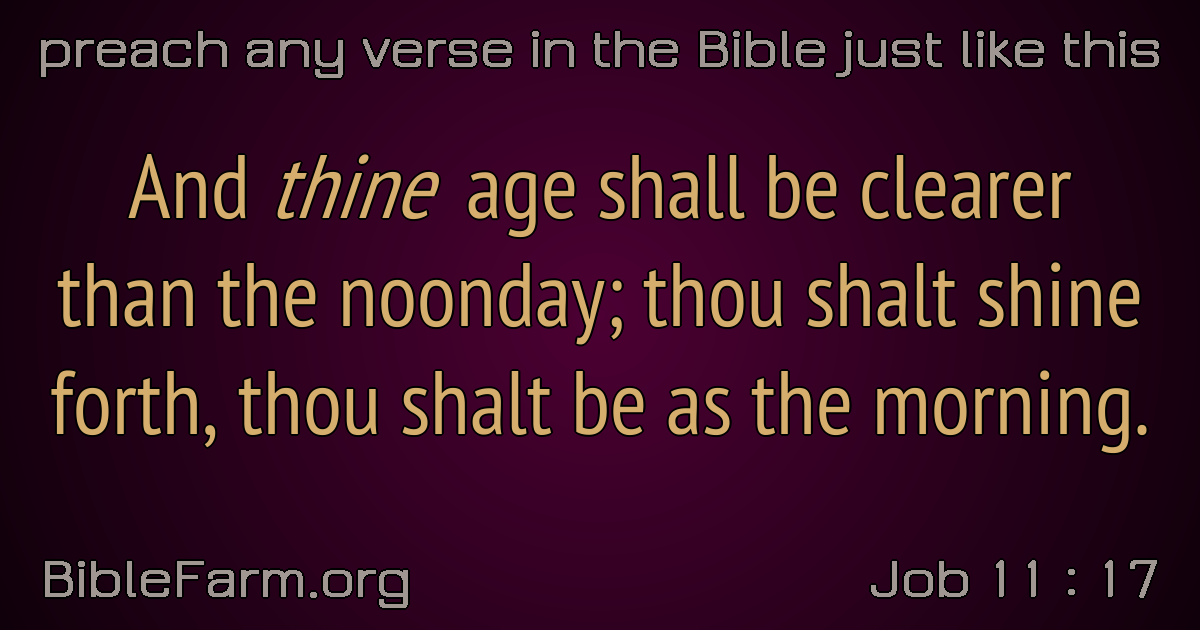 preach any verse in the Bible just like this
And thine age shall be clearer
than the noonday; thou shalt shine
forth, thou shalt be as the morning.
BibleFarm.org
Job 11 : 17